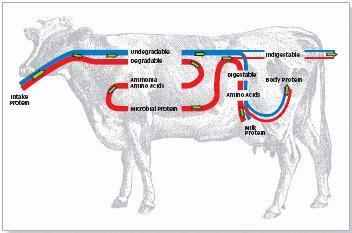 Undegradable
Degradable
Indigestable
Digestable
Body Protein
Ammonia
Amino Acids
Amino Acids
Intake
Protein
Microbial Protein
Milk
Protein